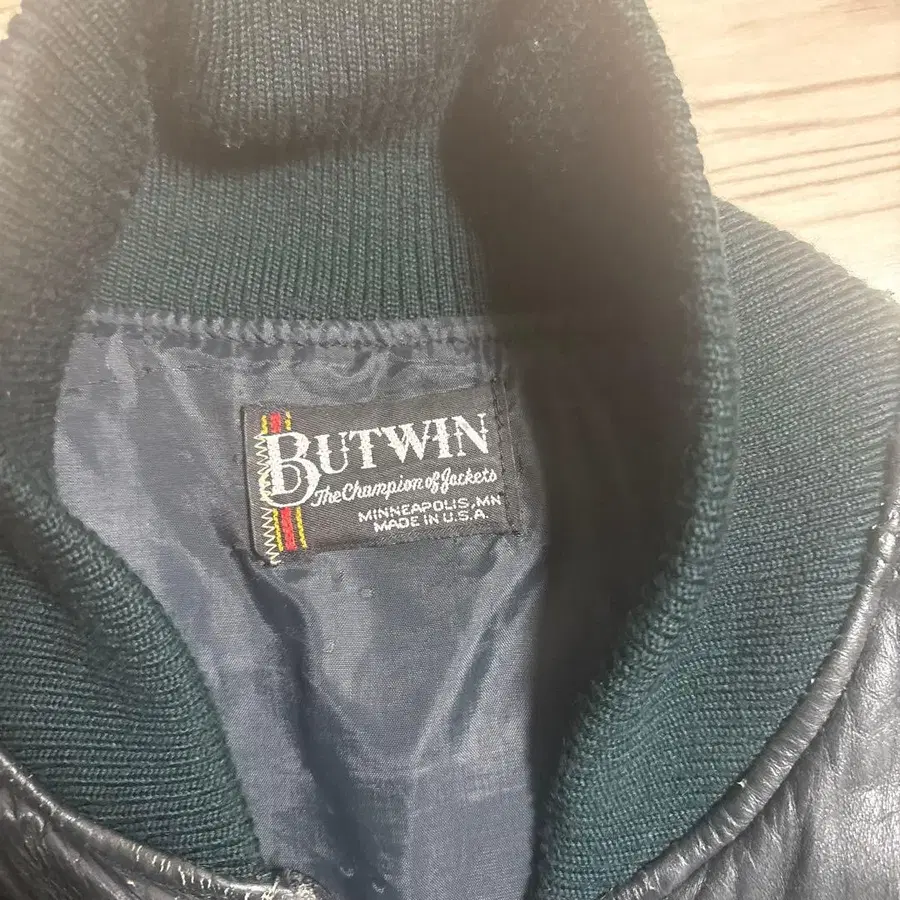 BUTWIN
The Champion of Jackets
MINNEAPOLIS, MN
MADE IN U.S.A.